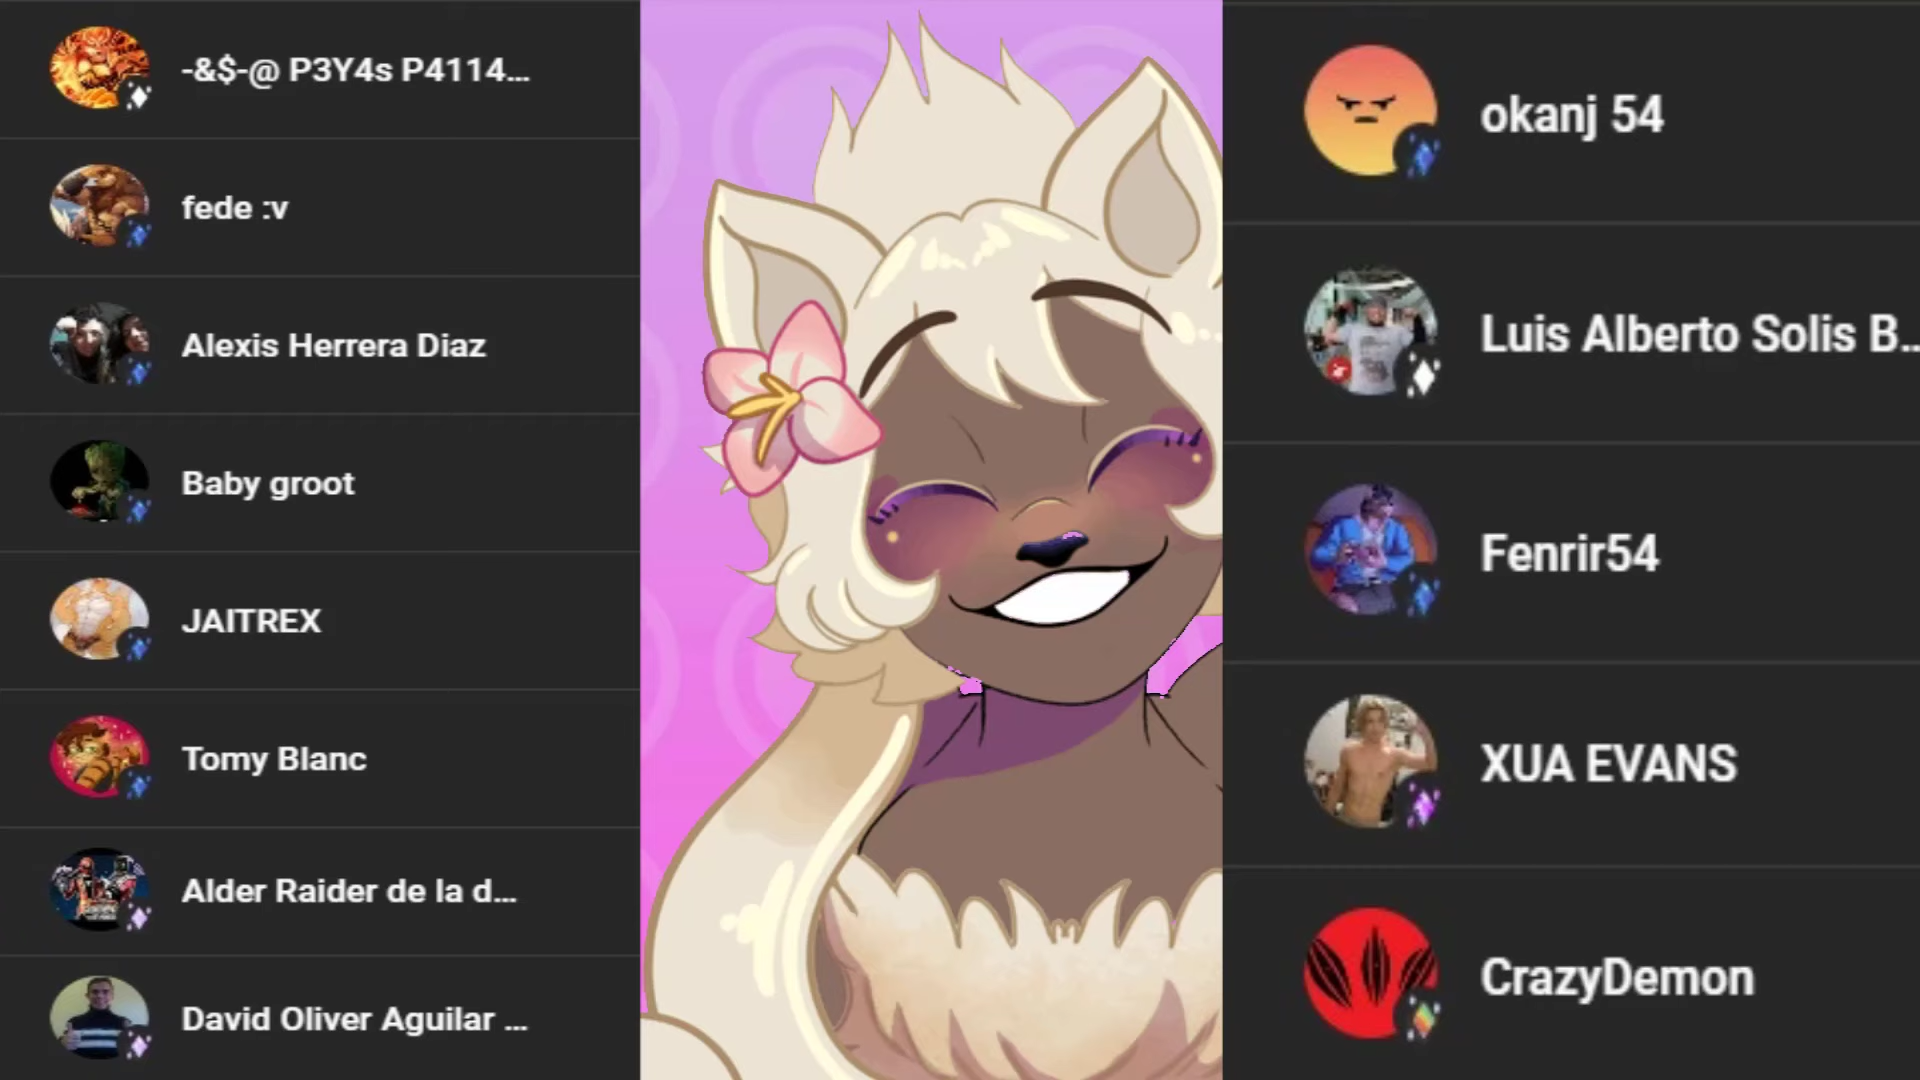 -&$-@ P3Y4s P4114...
fede :v
Alexis Herrera Diaz
Baby groot
JAITREX
Tomy Blanc
Alder Raider de la d...
David Oliver Aguilar ...
okanj 54
Luis Alberto Solis B...
Fenrir54
XUA EVANS
CrazyDemon